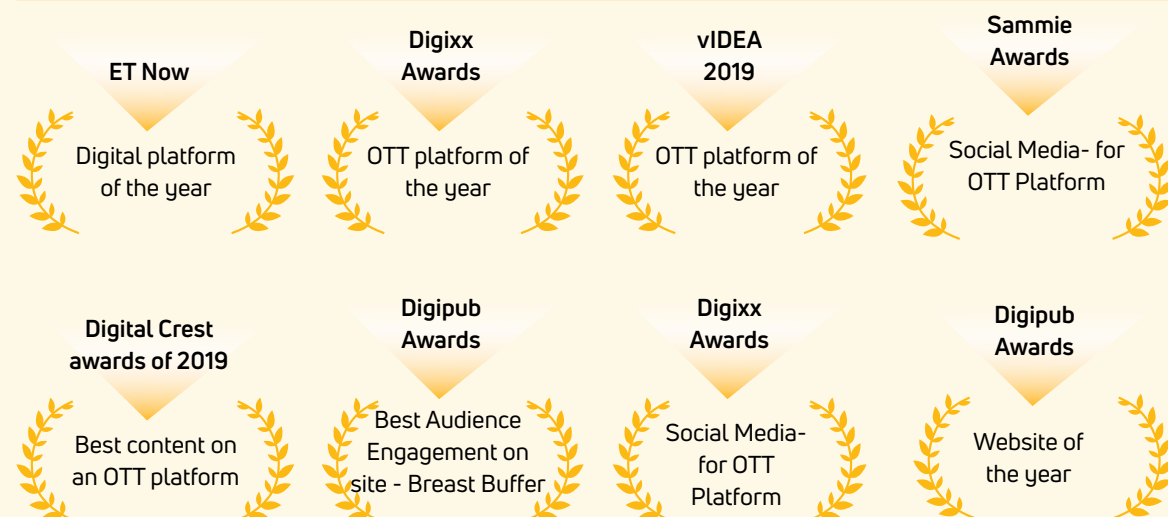 ET Now
Digital platform
of the year
Digixx
Awards
OTT platform of
the year
vIDEA
2019
OTT platform of
the year
Sammie
Awards
Social Media- for
OTT Platform
Digital Crest
awards of 2019
Best content on
an OTT platform
Digipub
Awards
Best Audience
Engagement on
site - Breast Buffer
Digixx
Awards
Social Media-
for OTT
Platform
Digipub
Awards
Website of
the year